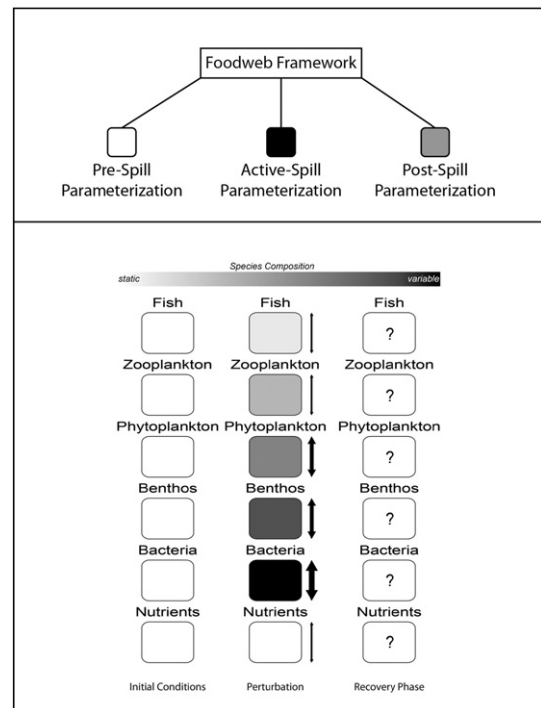 Foodweb Framework
Pre-Spill
Parameterization
Active-Spill
Parameterization
Post-Spill
Parameterization
Species Composition
static
variable
Fish Fish Fish
?
Zooplankton Zooplankton Zooplankton
?
Phytoplankton Phytoplankton Phytoplankton
?
Benthos Benthos Benthos
?
Bacteria Bacteria Bacteria
?
Nutrients Nutrients Nutrients
?
Initial Conditions Perturbation Recovery Phase